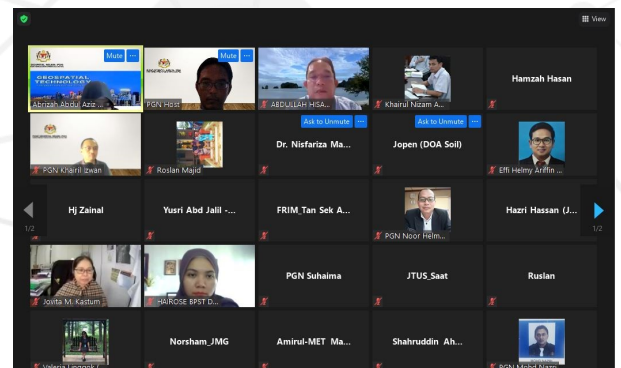 View
Mute
GEOSPATIAL
TECHNOLOGY
Abrizah Abdul Aziz ...
Mute
PGN Host
ABDULLAH HISA...
Khairul Nizam A...
Hamzah Hasan
PGN Khairil Izwan
Roslan Majid
Ask to Unmute
Dr. Nisfariza Ma...
Ask to Unmute
Jopen (DOA Soil)
Effi Helmy Ariffin ...
Hj Zainal
Yusri Abd Jalil -...
FRIM_Tan Sek A...
PGN Noor Helm...
Hazri Hassan (J...
1/2
1/2
Jovita M. Kastum
HAIROSE BPST D...
PGN Suhaima
JTUS_Saat
Ruslan
Valeria Linggok (
Norsham_JMG
Amirul-MET Ma...
Shahruddin Ah...
PGN Mohd Nazri